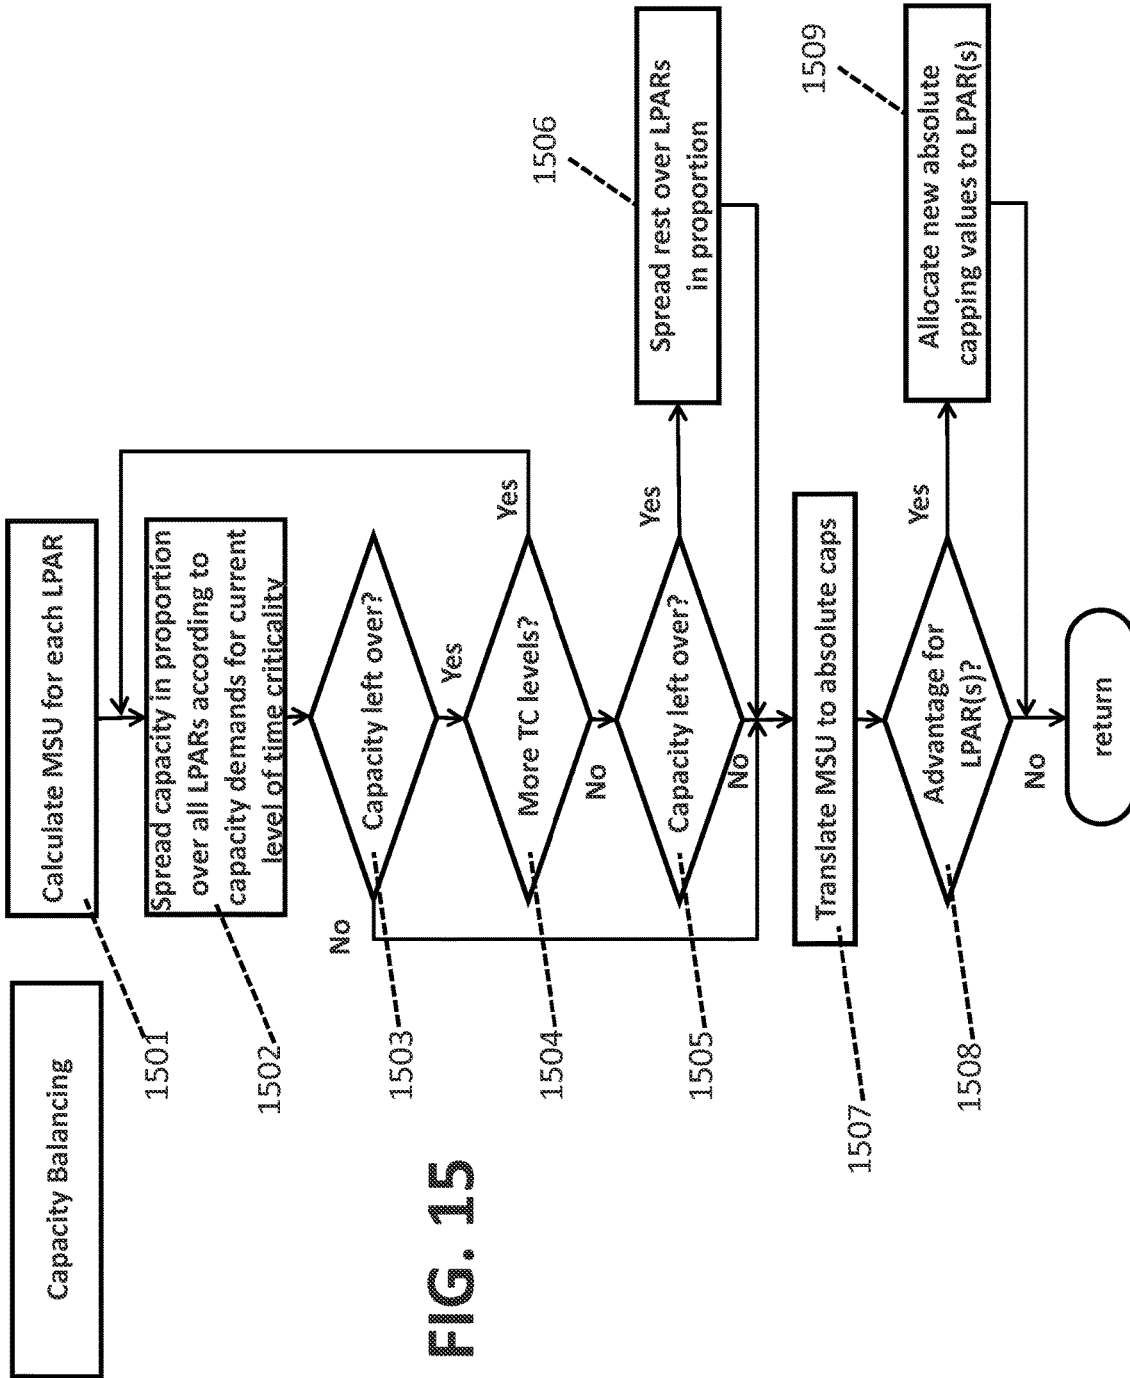 Capacity Balancing
Calculate MSU for each LPAR
1501
Spread capacity in proportion
over all LPARs according to
capacity demands for current
level of time criticality
1502
Capacity left over?
1503
No
Yes
More TC levels?
1504
Yes
No
Capacity left over?
1505
Yes
No
Spread rest over LPARs
in proportion
1506
Translate MSU to absolute caps
1507
Advantage for
LPAR(s)?
1508
Yes
No
Allocate new absolute
capping values to LPAR(s)
1509
return
FIG. 15